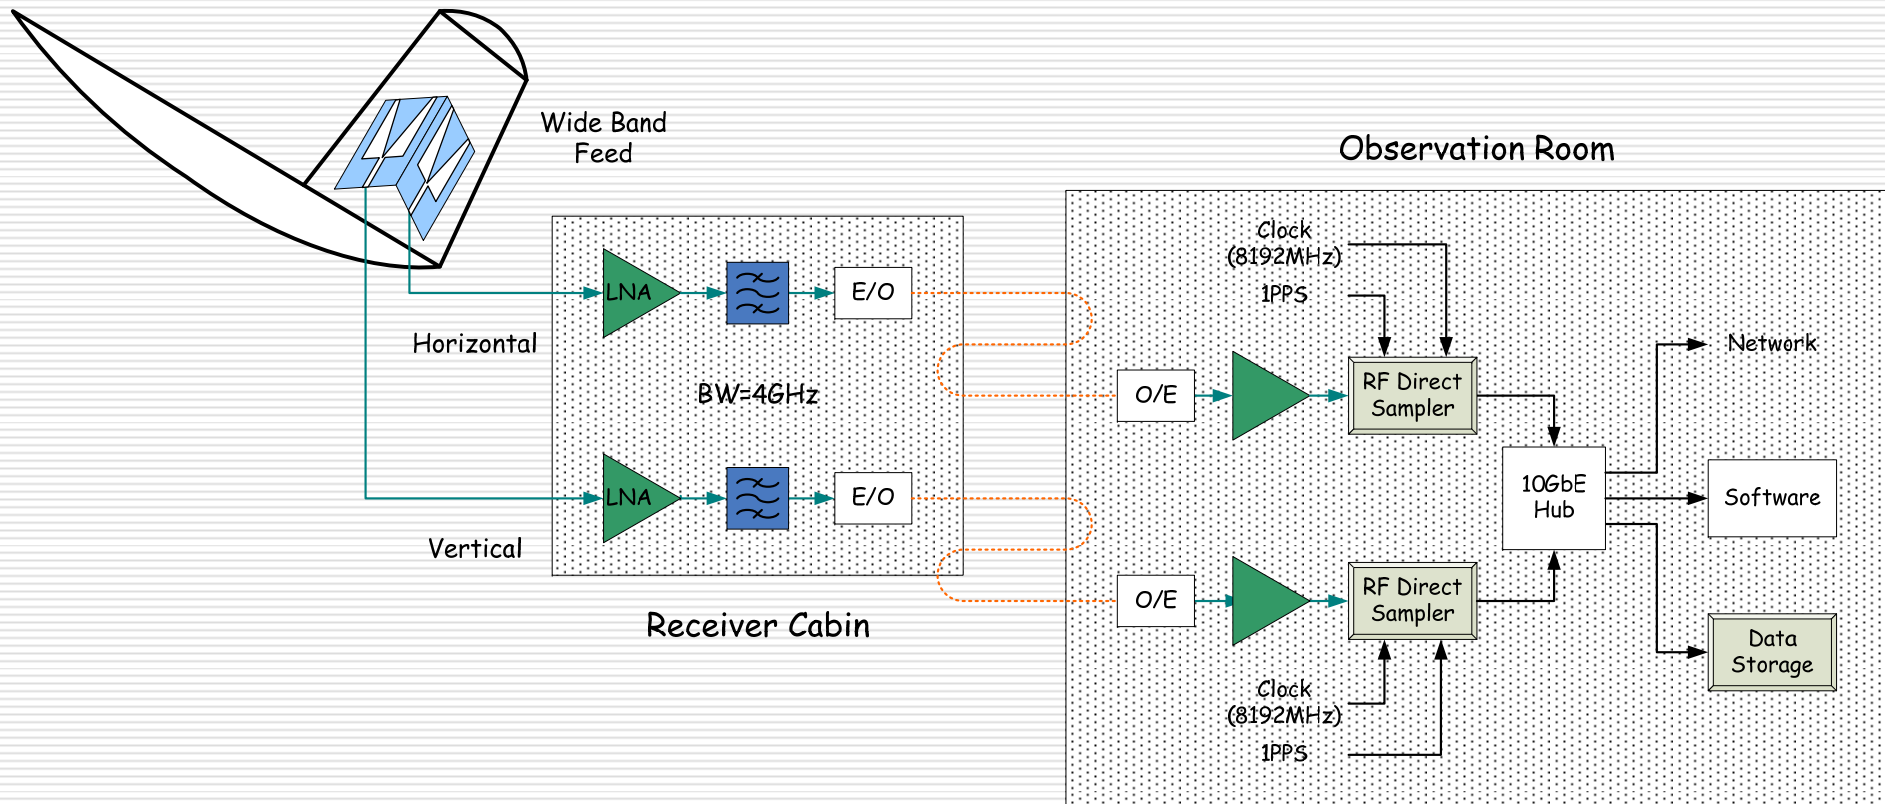 Wide Band
Feed
Observation Room
Clock
(8192MHz)
1PPS
LNA
E/O
Horizontal
Network
BW=4GHz
O/E
RF Direct
Sampler
LNA
E/O
10GbE
Hub
Software
Vertical
O/E
RF Direct
Sampler
Receiver Cabin
Data
Storage
Clock
(8192MHz)
1PPS